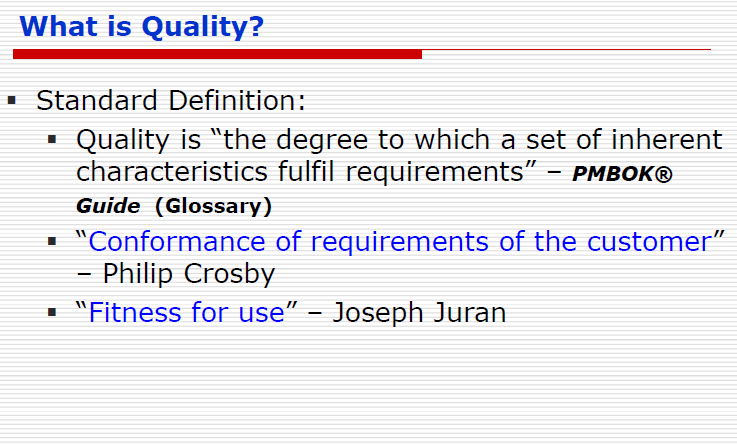 What is Quality?
▪ Standard Definition:
▪ Quality is “the degree to which a set of inherent
characteristics fulfil requirements” – PMBOK®
Guide (Glossary)
▪ “Conformance of requirements of the customer”
– Philip Crosby
▪ “Fitness for use” – Joseph Juran